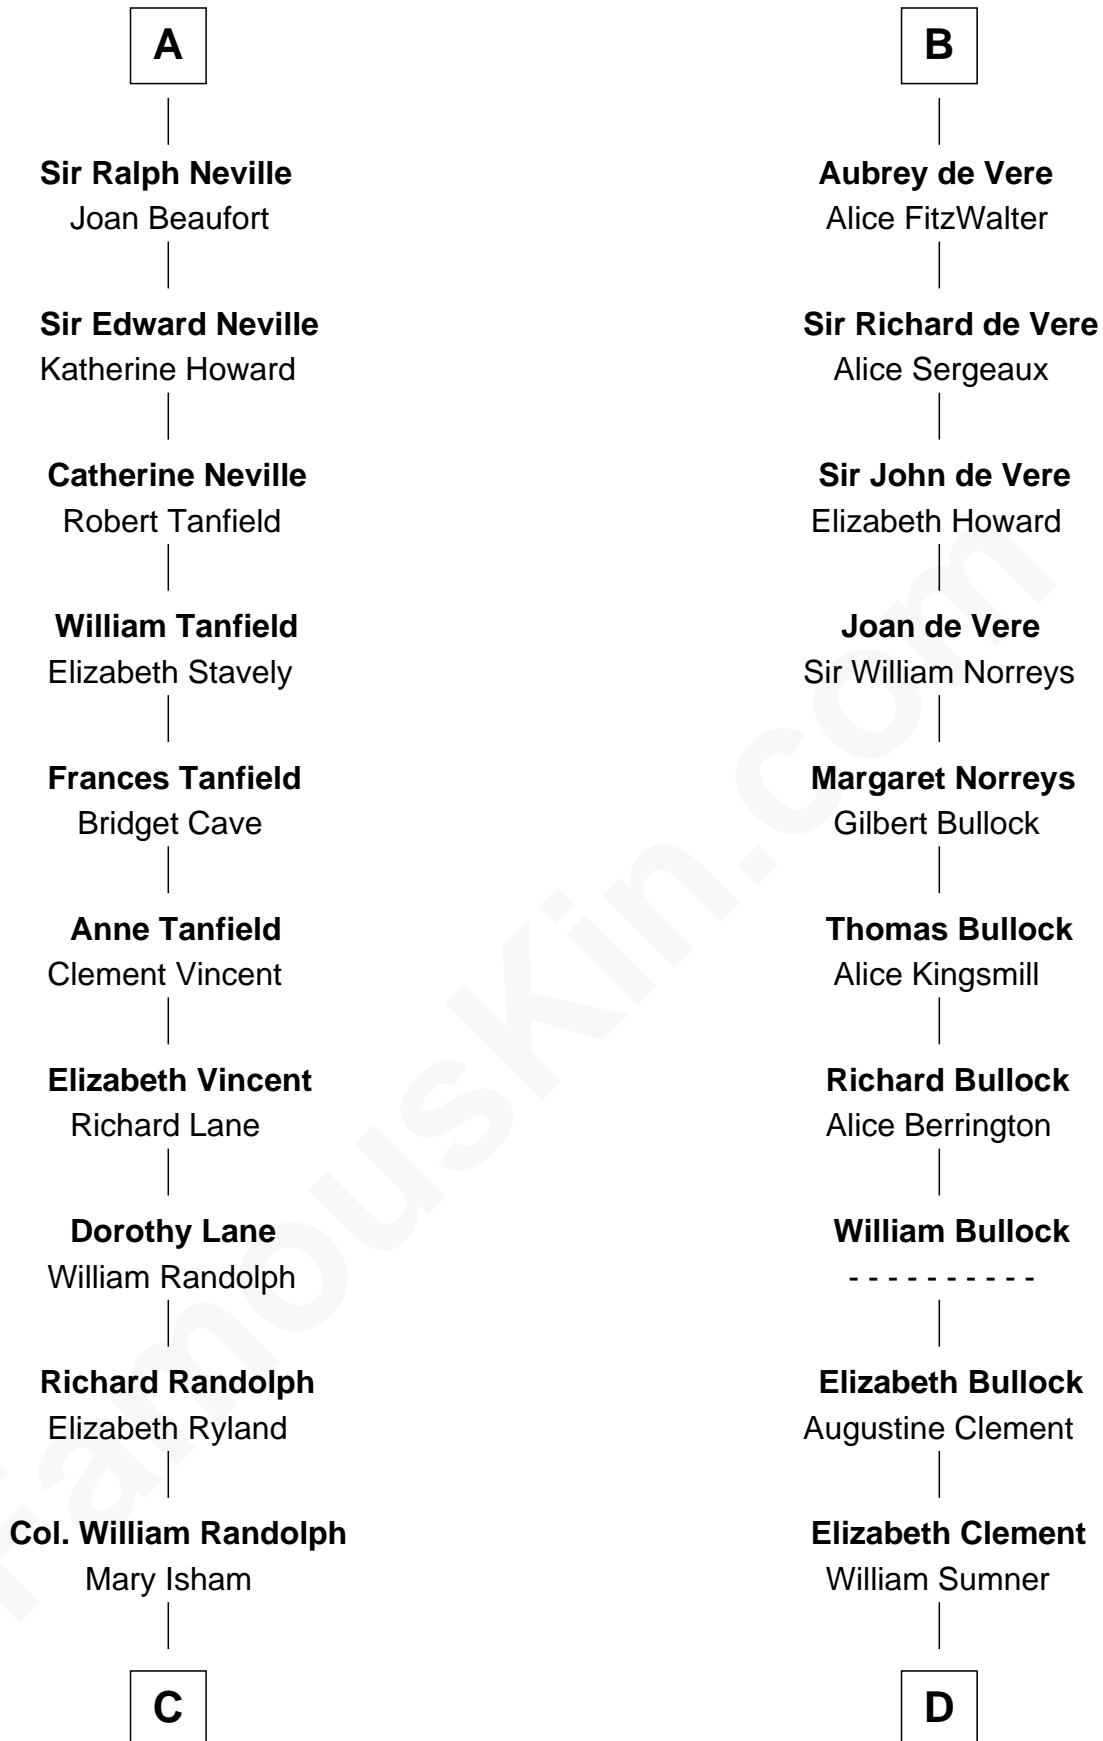 A
Sir Ralph Neville
Joan Beaufort
Sir Edward Neville
Katherine Howard
Catherine Neville
Robert Tanfield
William Tanfield
Elizabeth Stavely
Frances Tanfield
Bridget Cave
Anne Tanfield
Clement Vincent
Elizabeth Vincent
Richard Lane
Dorothy Lane
William Randolph
Richard Randolph
Elizabeth Ryland
Col. William Randolph
Mary Isham
C
B
Aubrey de Vere
Alice FitzWalter
Sir Richard de Vere
Alice Sergeaux
Sir John de Vere
Elizabeth Howard
Joan de Vere
Sir William Norreys
Margaret Norreys
Gilbert Bullock
Thomas Bullock
Alice Kingsmill
Richard Bullock
Alice Berrington
William Bullock
- - - - - - - - - -
Elizabeth Bullock
Augustine Clement
Elizabeth Clement
William Sumner
D
FamousKin.com